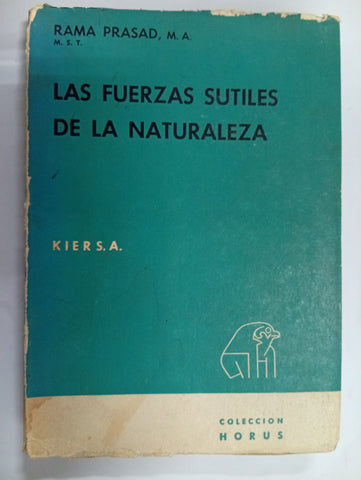 RAMA PRASAD, M. A.
M. S. T.
LAS FUERZAS SUTILES
DE LA NATURALEZA
KIER S. A.
COLECCION
HORUS